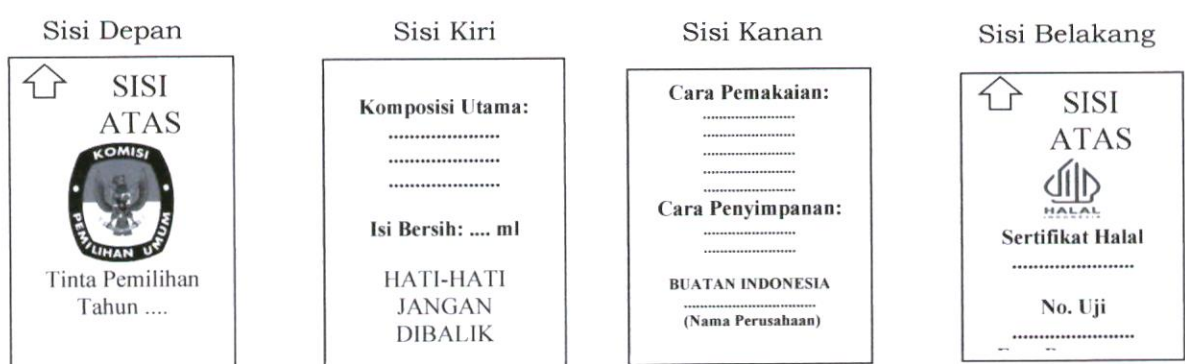 Sisi Depan
SISI
ATAS
KOMISI
PEMILIHAN UMUM
Tinta Pemilihan
Tahun ....
Sisi Kiri
Komposisi Utama:
......................
......................
......................
Isi Bersih: .... ml
HATI-HATI
JANGAN
DIBALIK
Sisi Kanan
Cara Pemakaian:
......................
......................
......................
......................
......................
Cara Penyimpanan:
......................
......................
BUATAN INDONESIA
..............................
(Nama Perusahaan)
Sisi Belakang
SISI
ATAS
HALAL
INDONESIA
Sertifikat Halal
........................
No. Uji
........................